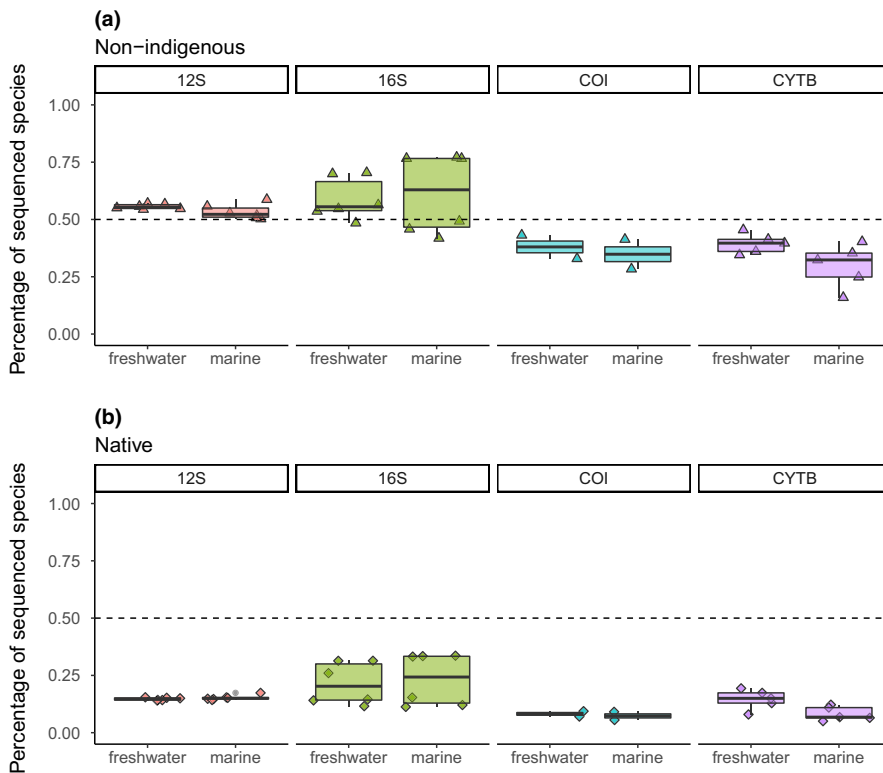 (a)
Non−indigenous
12S 16S COI CYTB
Percentage of sequenced species
1.00
0.75
0.50
0.25
0.00
freshwater marine freshwater marine freshwater marine freshwater marine
(b)
Native
12S 16S COI CYTB
Percentage of sequenced species
1.00
0.75
0.50
0.25
0.00
freshwater marine freshwater marine freshwater marine freshwater marine